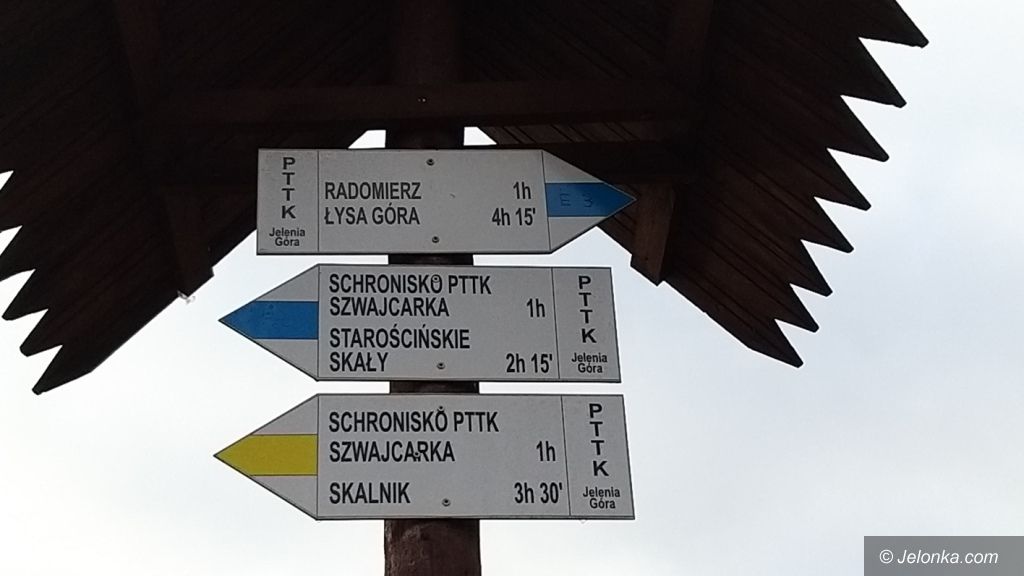 PTTK
Jelenia
Góra
RADOMIERZ 1h
ŁYSA GÓRA 4h 15'
E 3
SCHRONISKO PTTK
SZWAJCARKA 1h
STAROŚCIŃSKIE
SKAŁY 2h 15'
PTTK
Jelenia
Góra
SCHRONISKO PTTK
SZWAJCARKA 1h
SKALNIK 3h 30'
PTTK
Jelenia
Góra
© Jelonka.com